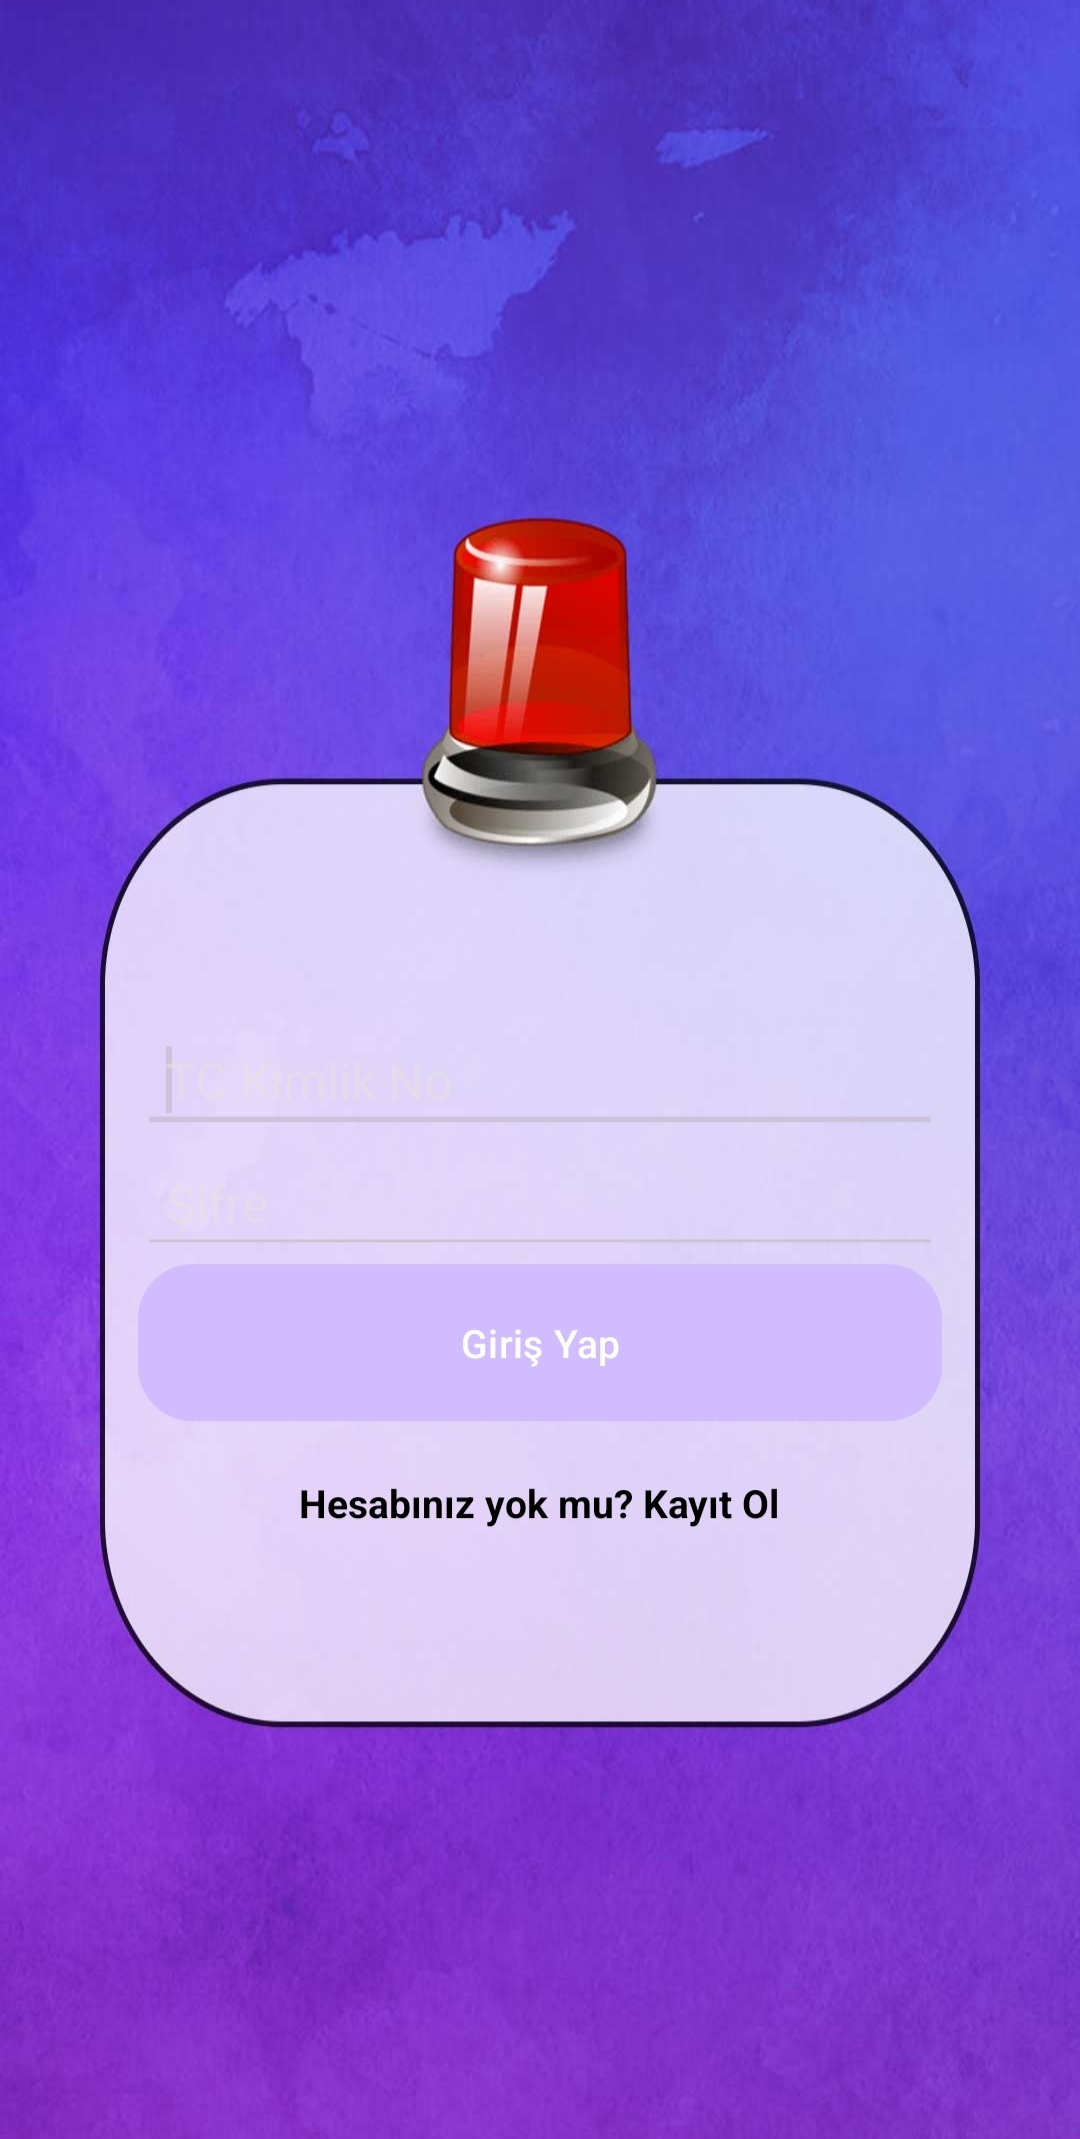 TC Kimlik No
Şifre
Giriş Yap
Hesabınız yok mu? Kayıt Ol